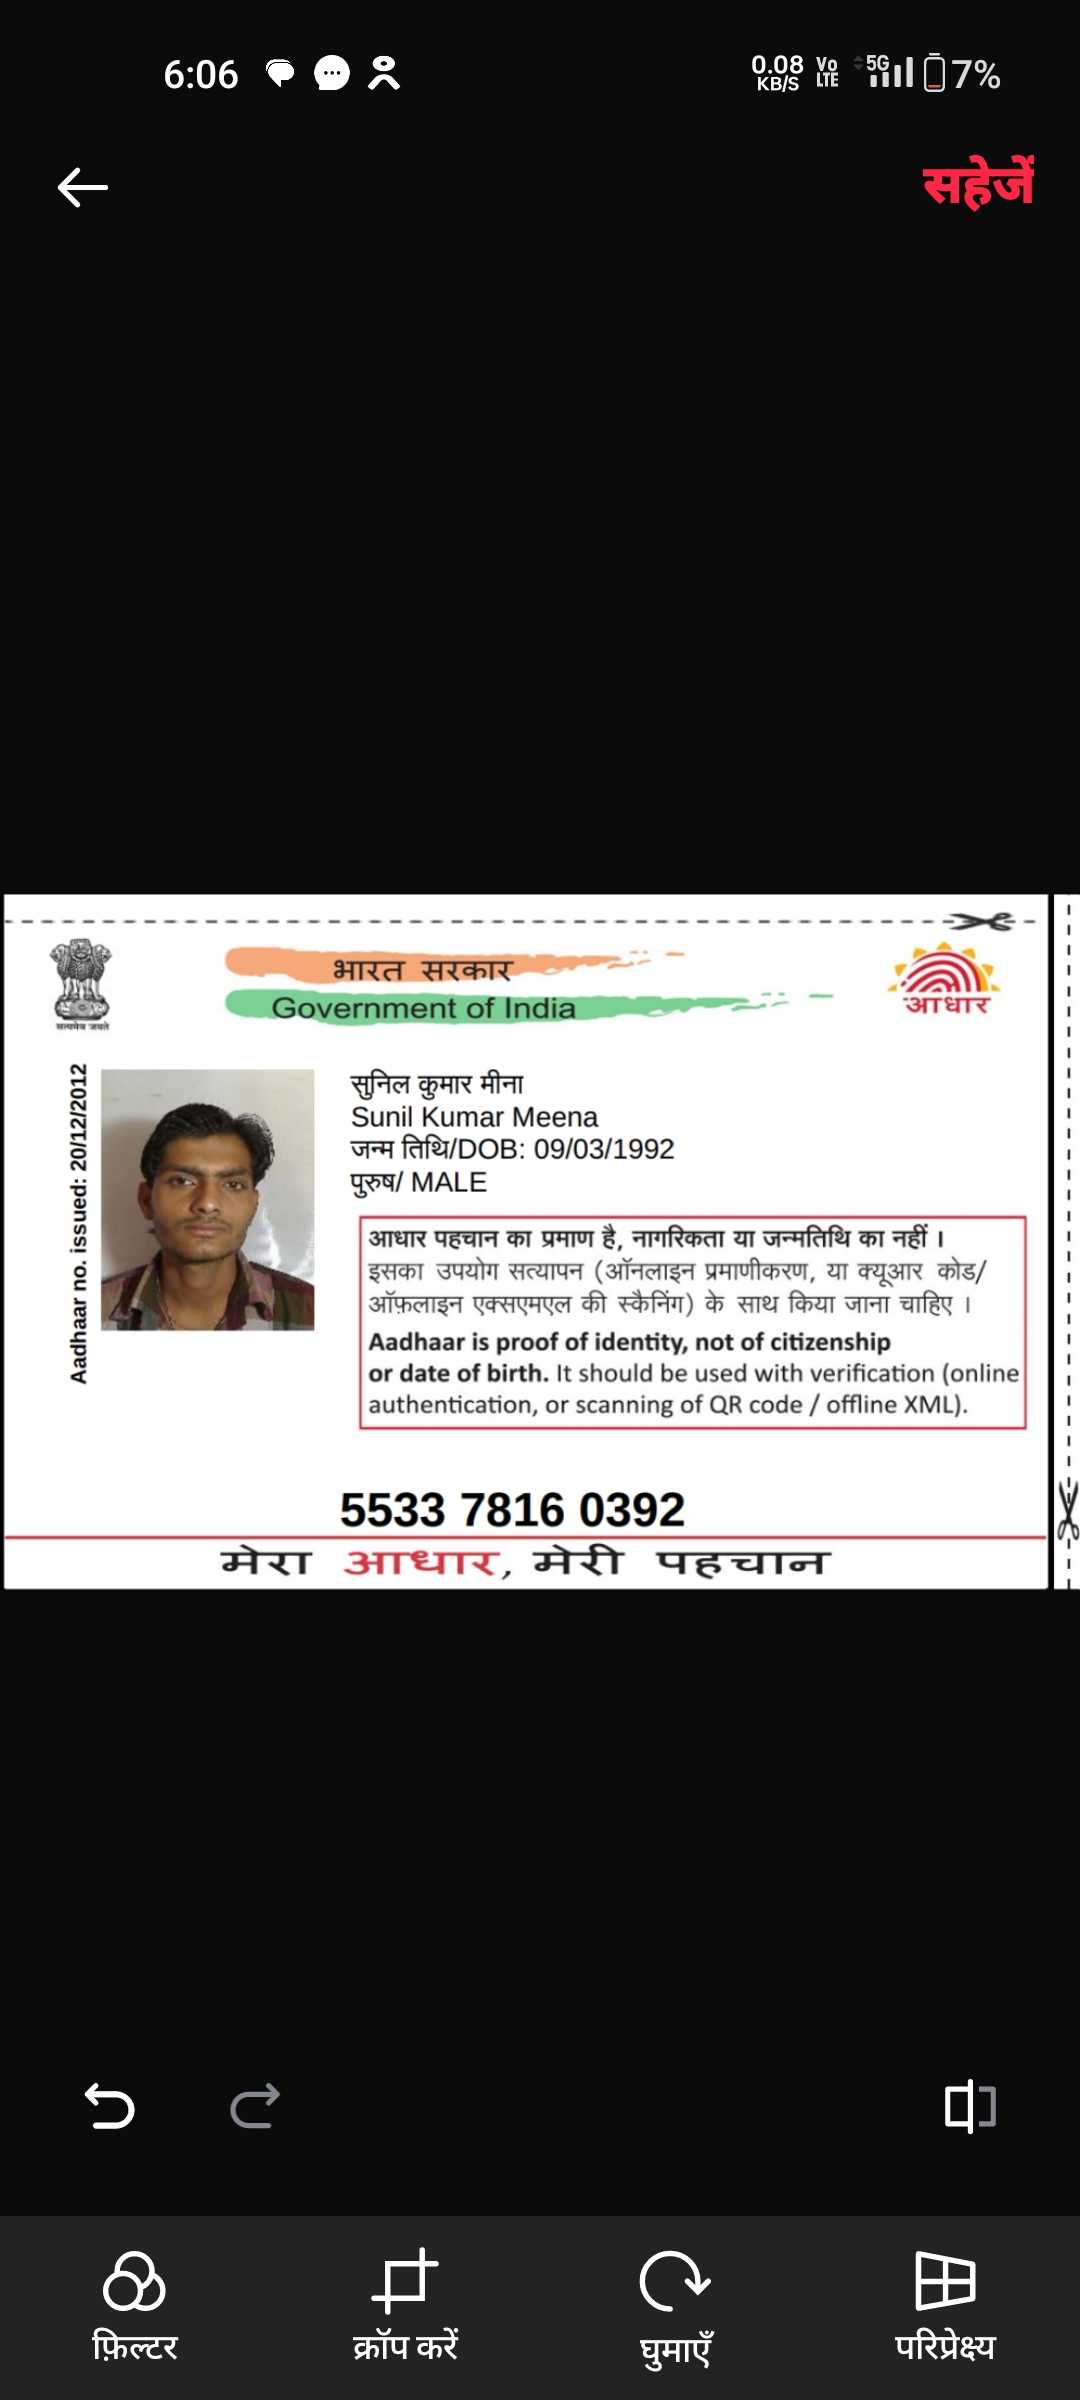 6:06
0.08 KB/S Vo LTE 5G 7%
सहेजें
भारत सरकार
Government of India
सत्यमेव जयते
आधार
Aadhaar no. issued: 20/12/2012
सुनिल कुमार मीना
Sunil Kumar Meena
जन्म तिथि/DOB: 09/03/1992
पुरुष/ MALE
आधार पहचान का प्रमाण है, नागरिकता या जन्मतिथि का नहीं ।
इसका उपयोग सत्यापन (ऑनलाइन प्रमाणीकरण, या क्यूआर कोड/
ऑफ़लाइन एक्सएमएल की स्कैनिंग) के साथ किया जाना चाहिए ।
Aadhaar is proof of identity, not of citizenship
or date of birth. It should be used with verification (online
authentication, or scanning of QR code / offline XML).
5533 7816 0392
मेरा आधार, मेरी पहचान
फ़िल्टर
क्रॉप करें
घुमाएँ
परिप्रेक्ष्य